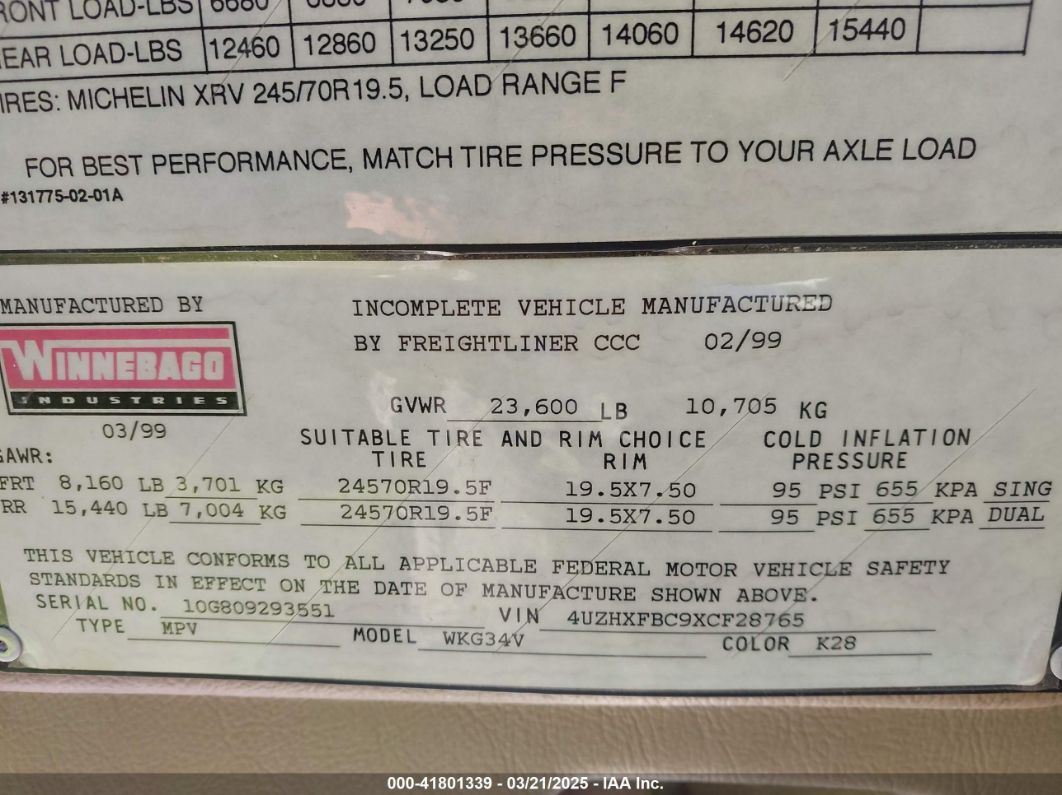 RONT LOAD-LBS 6680
EAR LOAD-LBS 12460 12860 13250 13660 14060 14620 15440
IRES: MICHELIN XRV 245/70R19.5, LOAD RANGE F
FOR BEST PERFORMANCE, MATCH TIRE PRESSURE TO YOUR AXLE LOAD
#131775-02-01A
MANUFACTURED BY
WINNEBAGO
INDUSTRIES
03/99
INCOMPLETE VEHICLE MANUFACTURED
BY FREIGHTLINER CCC 02/99
GVWR 23,600 LB 10,705 KG
SUITABLE TIRE AND RIM CHOICE COLD INFLATION
GAWR: TIRE RIM PRESSURE
FRT 8,160 LB 3,701 KG 24570R19.5F 19.5X7.50 95 PSI 655 KPA SING
RR 15,440 LB 7,004 KG 24570R19.5F 19.5X7.50 95 PSI 655 KPA DUAL
THIS VEHICLE CONFORMS TO ALL APPLICABLE FEDERAL MOTOR VEHICLE SAFETY
STANDARDS IN EFFECT ON THE DATE OF MANUFACTURE SHOWN ABOVE.
SERIAL NO. 10G809293551 VIN 4UZHXFBC9XCF28765
TYPE MPV MODEL WKG34V COLOR K28
000-41801339 - 03/21/2025 - IAA Inc.